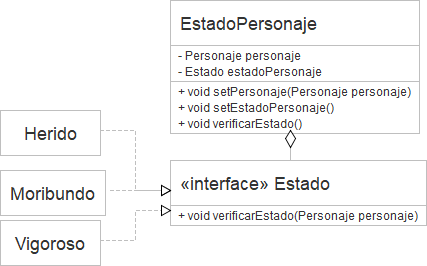 EstadoPersonaje
- Personaje personaje
- Estado estadoPersonaje
+ void setPersonaje(Personaje personaje)
+ void setEstadoPersonaje()
+ void verificarEstado()
Herido
Moribundo
Vigoroso
«interface» Estado
+ void verificarEstado(Personaje personaje)